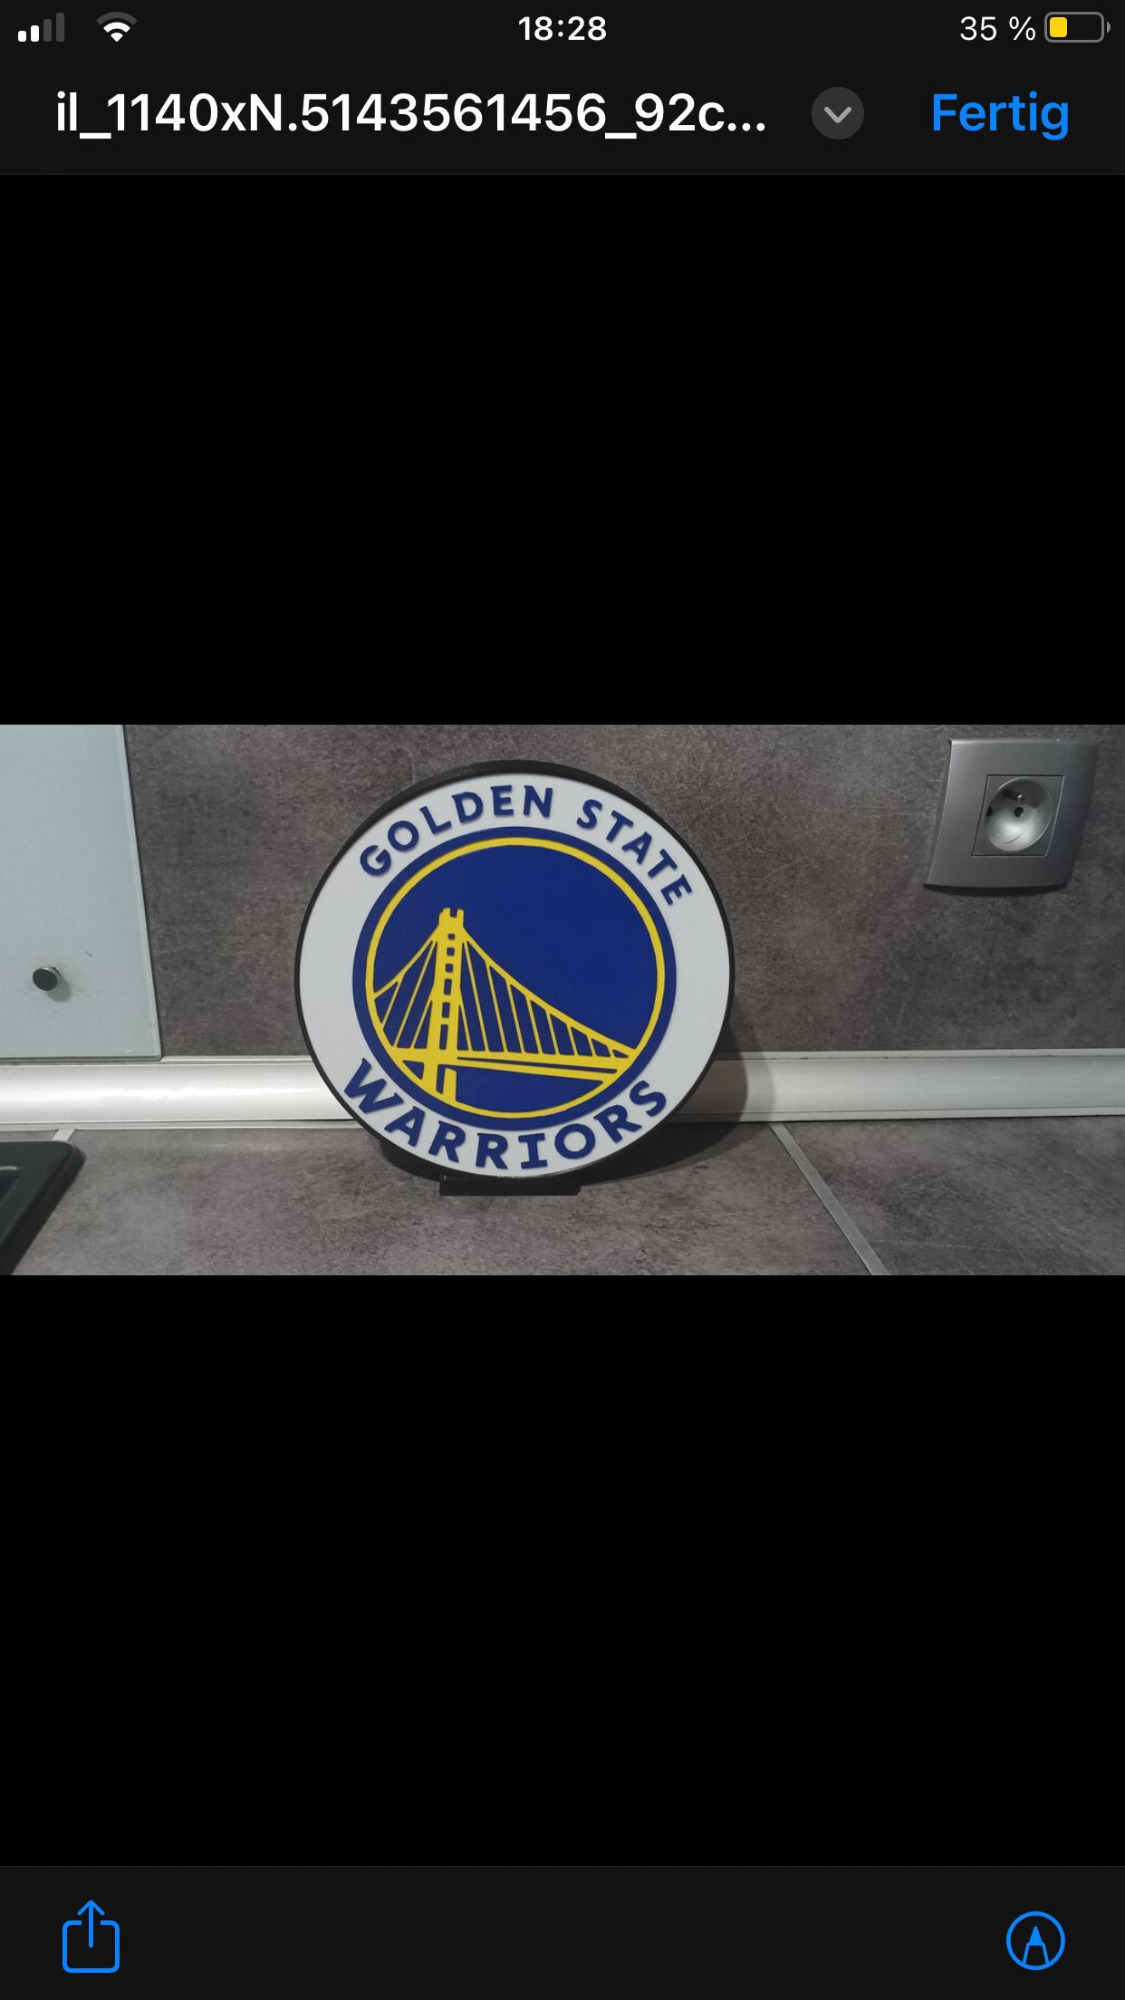 18:28
35 %
il_1140xN.5143561456_92c...
Fertig
GOLDEN STATE
WARRIORS